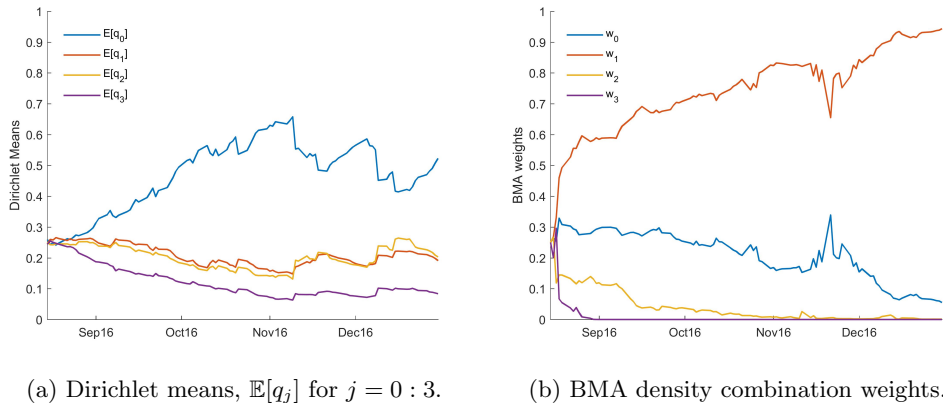 1
0.9
0.8
0.7
0.6
0.5
0.4
0.3
0.2
0.1
0
Dirichlet Means
E[q₀]
E[q₁]
E[q₂]
E[q₃]
Sep16 Oct16 Nov16 Dec16
1
0.9
0.8
0.7
0.6
0.5
0.4
0.3
0.2
0.1
0
BMA weights
w₀
w₁
w₂
w₃
Sep16 Oct16 Nov16 Dec16
(a) Dirichlet means, 𝔼[qⱼ] for j = 0 : 3.
(b) BMA density combination weights.